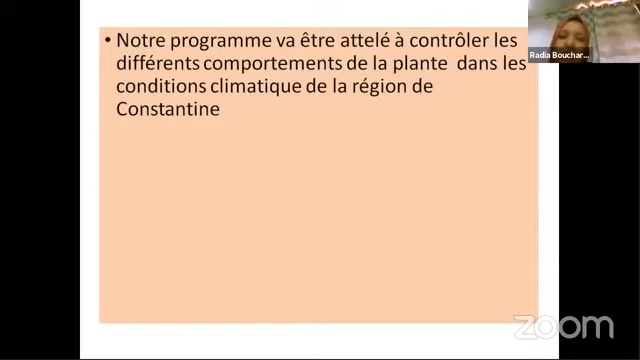 • Notre programme va être attelé à contrôler les
différents comportements de la plante dans les
conditions climatique de la région de
Constantine
Radia Bouchar...
zoom